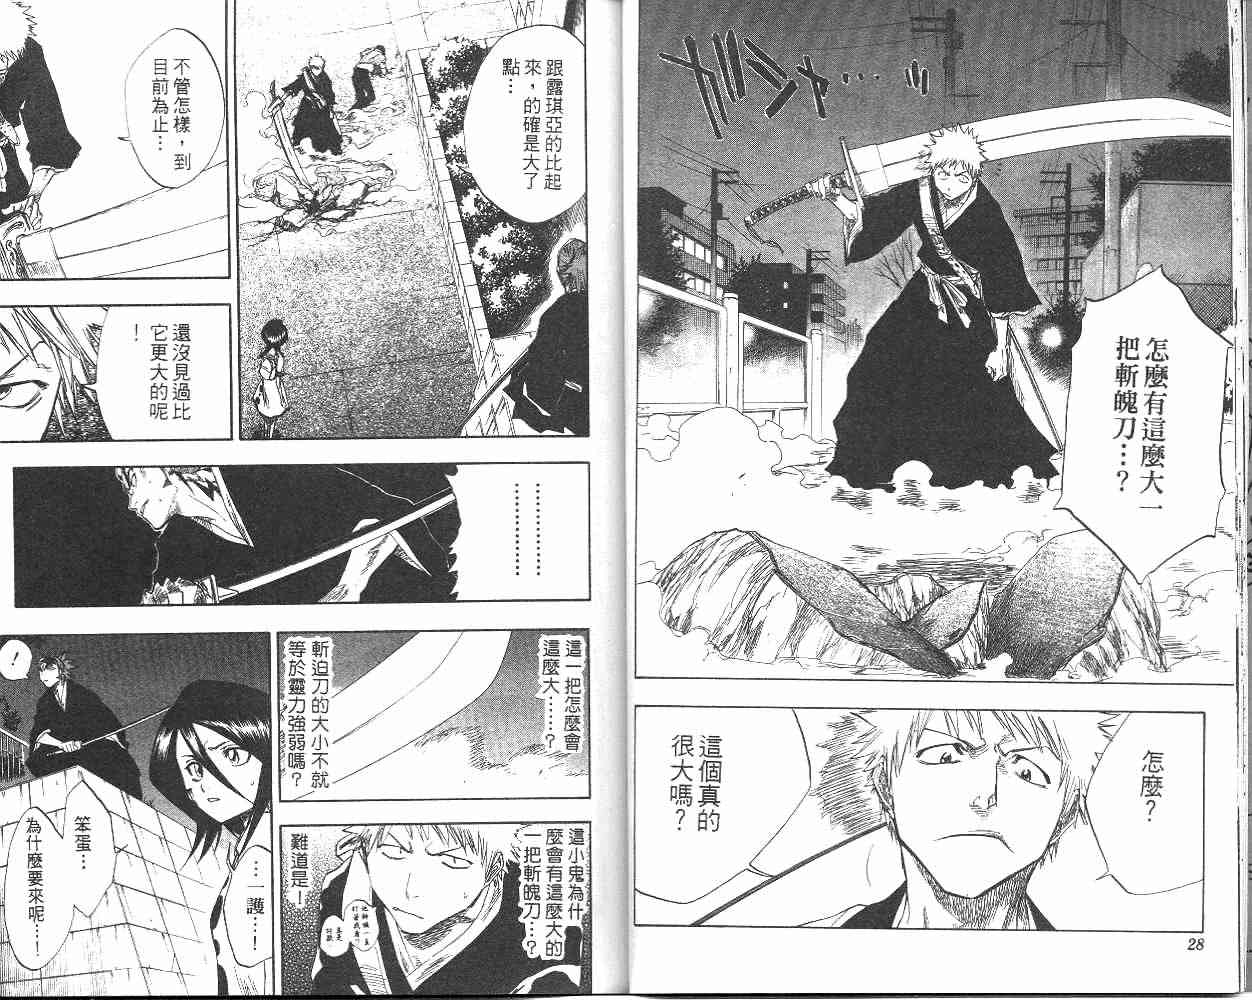 怎麼有這麼大一
把斬魄刀…?
怎麼?
這個真的
很大嗎?
28
跟露琪亞的比起
來,的確是大了
點…
不管怎樣,到
目前為止…
還沒見過比
它更大的呢
!
…………
…………
這一把怎麼會
這麼大……?
斬迫刀的大小不就
等於靈力強弱嗎?
這小鬼為什
麼會有這麼大的
一把斬魄刀…?
難道是!
!
…一護…!
笨蛋…
為什麼要來呢…!